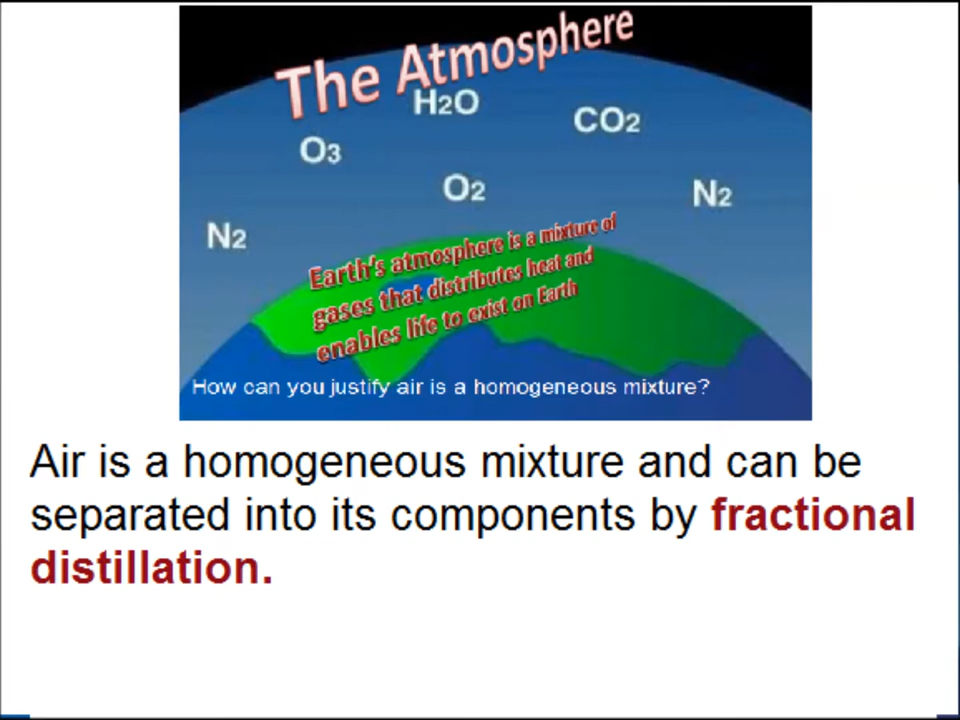 The Atmosphere
H2O
CO2
O3
O2
N2
N2
Earth's atmosphere is a mixture of
gases that distributes heat and
enables life to exist on Earth
How can you justify air is a homogeneous mixture?
Air is a homogeneous mixture and can be
separated into its components by fractional
distillation.